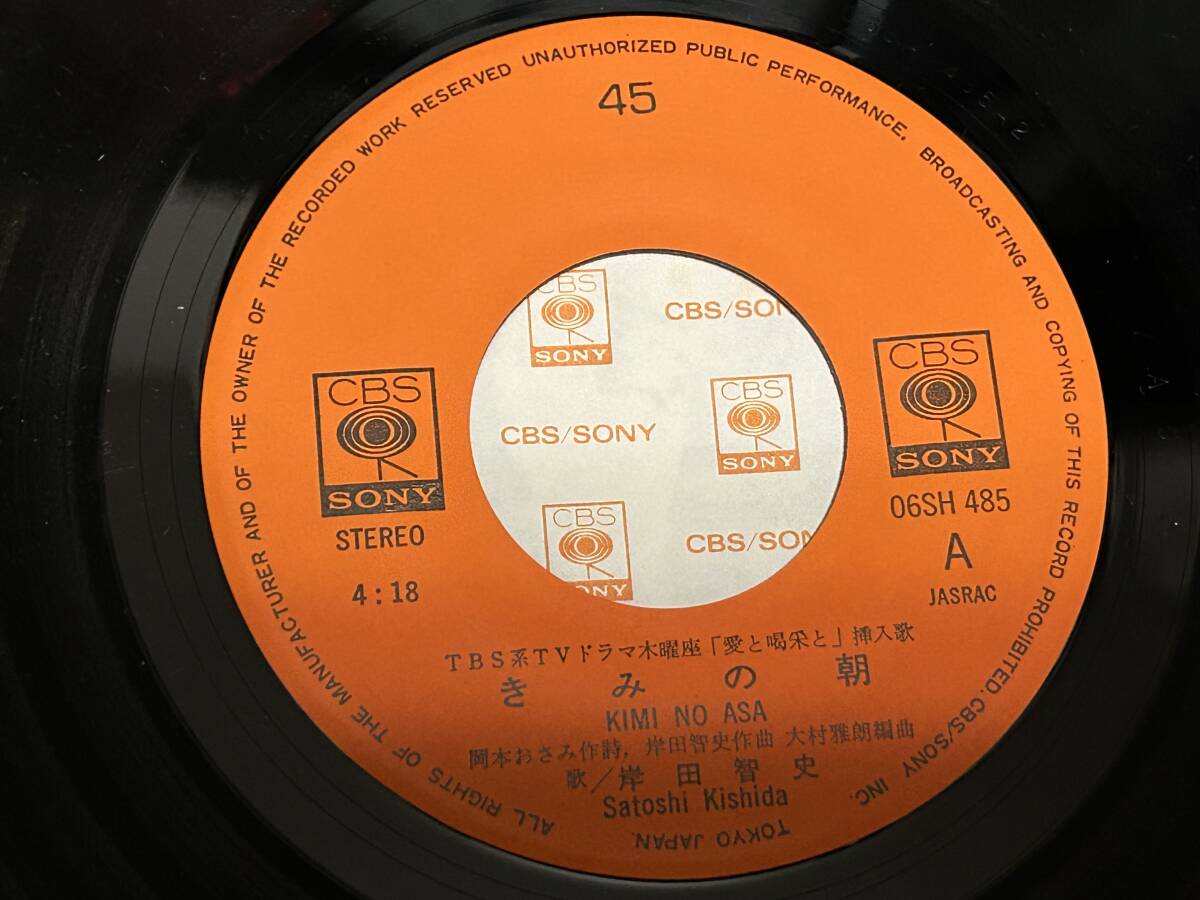 ALL RIGHTS OF THE MANUFACTURER AND OF THE OWNER OF THE RECORDED WORK RESERVED UNAUTHORIZED PUBLIC PERFORMANCE, BROADCASTING AND COPYING OF THIS RECORD PROHIBITED. CBS/SONY INC. TOKYO JAPAN.
45
CBS
SONY
STEREO
4:18
CBS
SONY
06SH 485
A
JASRAC
CBS
SONY
CBS/SON
CBS/SONY
CBS
SONY
CBS
ONY
CBS/SON
TBS系TVドラマ木曜座「愛と喝采と」挿入歌
きみの朝
KIMI NO ASA
岡本おさみ作詩, 岸田智史作曲 大村雅朗編曲
歌/岸田智史
Satoshi Kishida